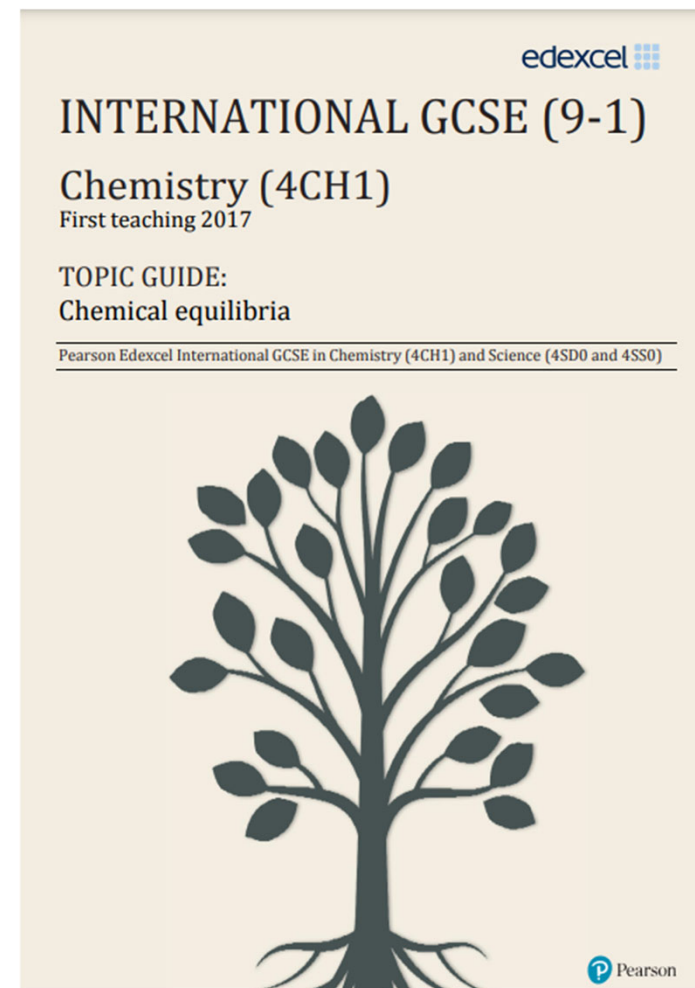 edexcel
INTERNATIONAL GCSE (9-1)
Chemistry (4CH1)
First teaching 2017
TOPIC GUIDE:
Chemical equilibria
Pearson Edexcel International GCSE in Chemistry (4CH1) and Science (4SD0 and 4SS0)
P Pearson